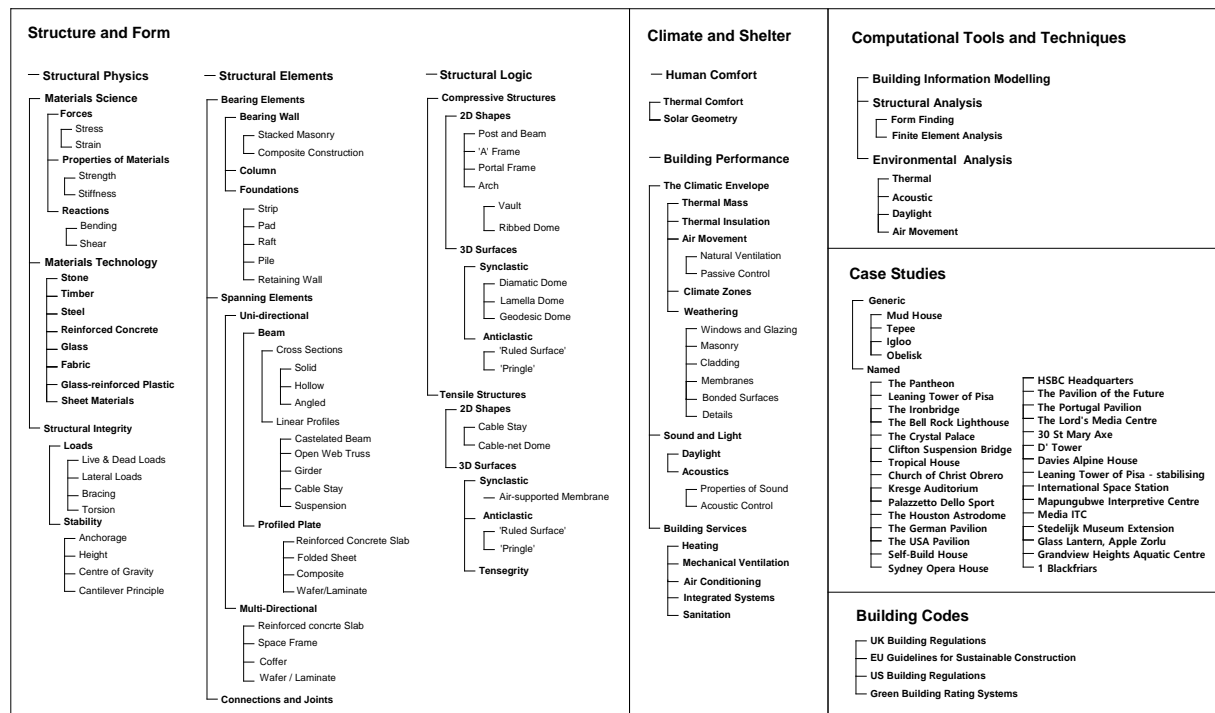 Structure and Form
Structural Physics
Materials Science
Forces
Stress
Strain
Properties of Materials
Strength
Stiffness
Reactions
Bending
Shear
Materials Technology
Stone
Timber
Steel
Reinforced Concrete
Glass
Fabric
Glass-reinforced Plastic
Sheet Materials
Structural Integrity
Loads
Live & Dead Loads
Lateral Loads
Bracing
Torsion
Stability
Anchorage
Height
Centre of Gravity
Cantilever Principle
Structural Elements
Bearing Elements
Bearing Wall
Stacked Masonry
Composite Construction
Column
Foundations
Strip
Pad
Raft
Pile
Retaining Wall
Spanning Elements
Uni-directional
Beam
Cross Sections
Solid
Hollow
Angled
Linear Profiles
Castelated Beam
Open Web Truss
Girder
Cable Stay
Suspension
Profiled Plate
Reinforced Concrete Slab
Folded Sheet
Composite
Wafer/Laminate
Multi-Directional
Reinforced concrte Slab
Space Frame
Coffer
Wafer / Laminate
Connections and Joints
Structural Logic
Compressive Structures
2D Shapes
Post and Beam
'A' Frame
Portal Frame
Arch
Vault
Ribbed Dome
3D Surfaces
Synclastic
Diamatic Dome
Lamella Dome
Geodesic Dome
Anticlastic
'Ruled Surface'
'Pringle'
Tensile Structures
2D Shapes
Cable Stay
Cable-net Dome
3D Surfaces
Synclastic
Air-supported Membrane
Anticlastic
'Ruled Surface'
'Pringle'
Tensegrity
Climate and Shelter
Human Comfort
Thermal Comfort
Solar Geometry
Building Performance
The Climatic Envelope
Thermal Mass
Thermal Insulation
Air Movement
Natural Ventilation
Passive Control
Climate Zones
Weathering
Windows and Glazing
Masonry
Cladding
Membranes
Bonded Surfaces
Details
Sound and Light
Daylight
Acoustics
Properties of Sound
Acoustic Control
Building Services
Heating
Mechanical Ventilation
Air Conditioning
Integrated Systems
Sanitation
Computational Tools and Techniques
Building Information Modelling
Structural Analysis
Form Finding
Finite Element Analysis
Environmental Analysis
Thermal
Acoustic
Daylight
Air Movement
Case Studies
Generic
Mud House
Tepee
Igloo
Obelisk
Named
The Pantheon
Leaning Tower of Pisa
The Ironbridge
The Bell Rock Lighthouse
The Crystal Palace
Clifton Suspension Bridge
Tropical House
Church of Christ Obrero
Kresge Auditorium
Palazzetto Dello Sport
The Houston Astrodome
The German Pavilion
The USA Pavilion
Self-Build House
Sydney Opera House
HSBC Headquarters
The Pavilion of the Future
The Portugal Pavilion
The Lord's Media Centre
30 St Mary Axe
D' Tower
Davies Alpine House
Leaning Tower of Pisa - stabilising
International Space Station
Mapungubwe Interpretive Centre
Media ITC
Stedelijk Museum Extension
Glass Lantern, Apple Zorlu
Grandview Heights Aquatic Centre
1 Blackfriars
Building Codes
UK Building Regulations
EU Guidelines for Sustainable Construction
US Building Regulations
Green Building Rating Systems